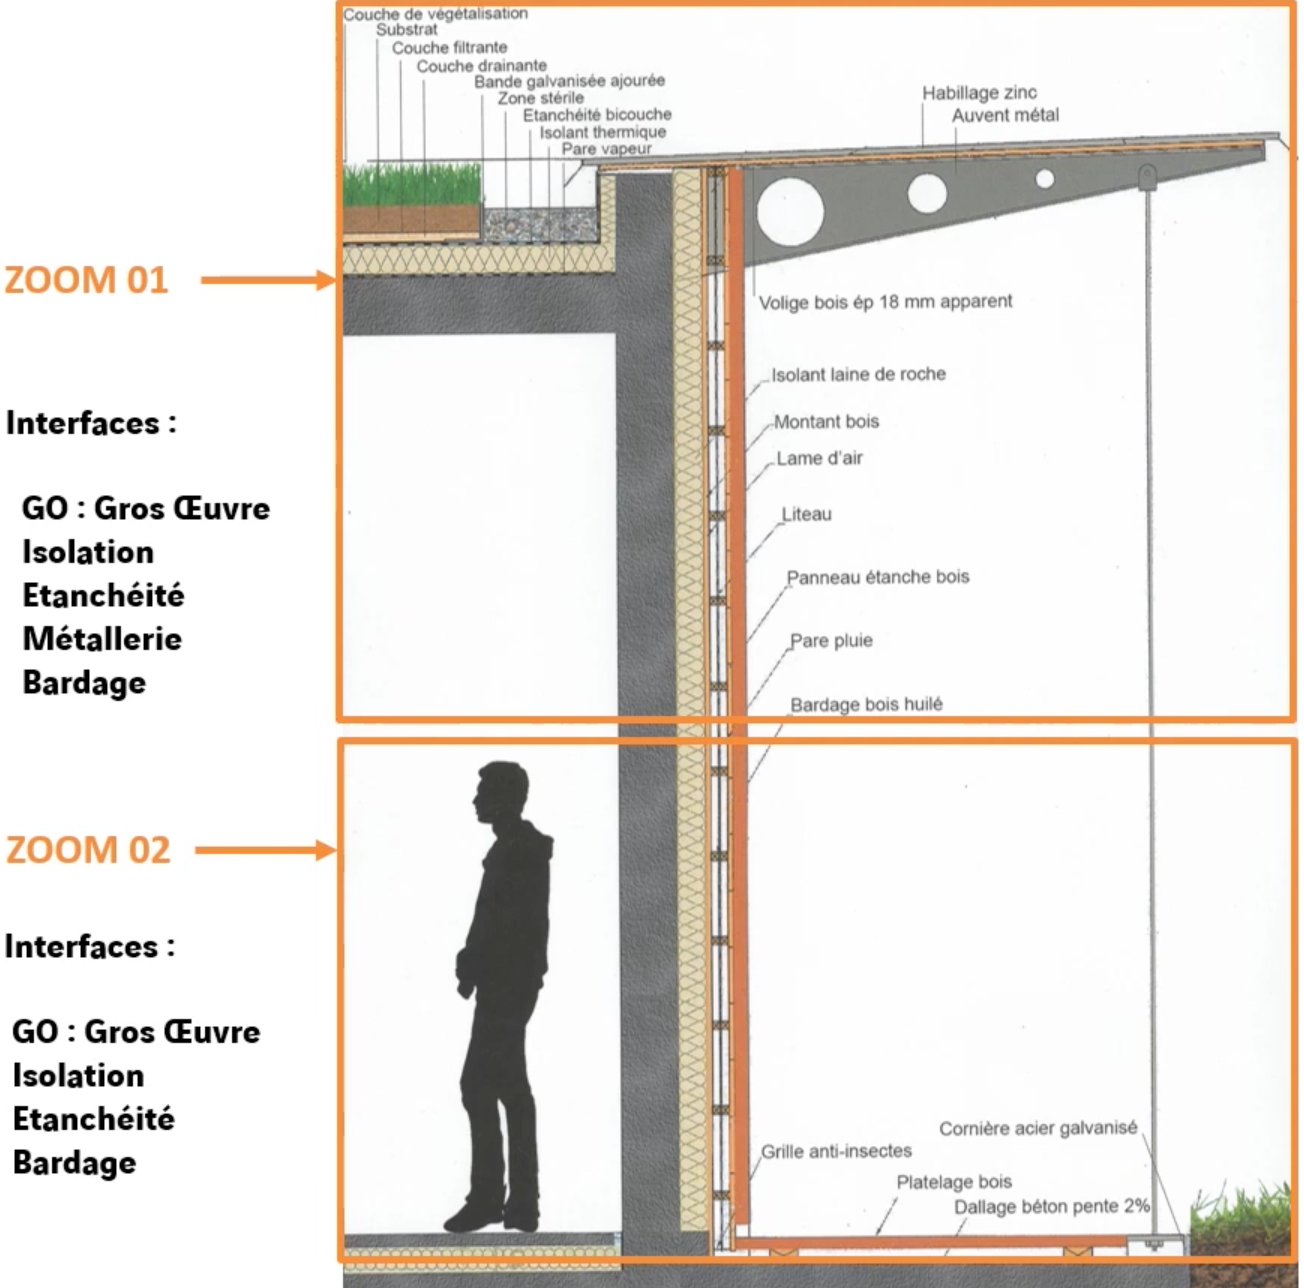 Couche de végétalisation
Substrat
Couche filtrante
Couche drainante
Bande galvanisée ajourée
Zone stérile
Etanchéité bicouche
Isolant thermique
Pare vapeur
Habillage zinc
Auvent métal
ZOOM 01
Volige bois ép 18 mm apparent
Isolant laine de roche
Interfaces :
Montant bois
Lame d'air
GO : Gros Œuvre
Liteau
Isolation
Panneau étanche bois
Etanchéité
Métallerie
Pare pluie
Bardage
Bardage bois huilé
ZOOM 02
Interfaces :
GO : Gros Œuvre
Isolation
Etanchéité
Bardage
Cornière acier galvanisé
Grille anti-insectes
Platelage bois
Dallage béton pente 2%